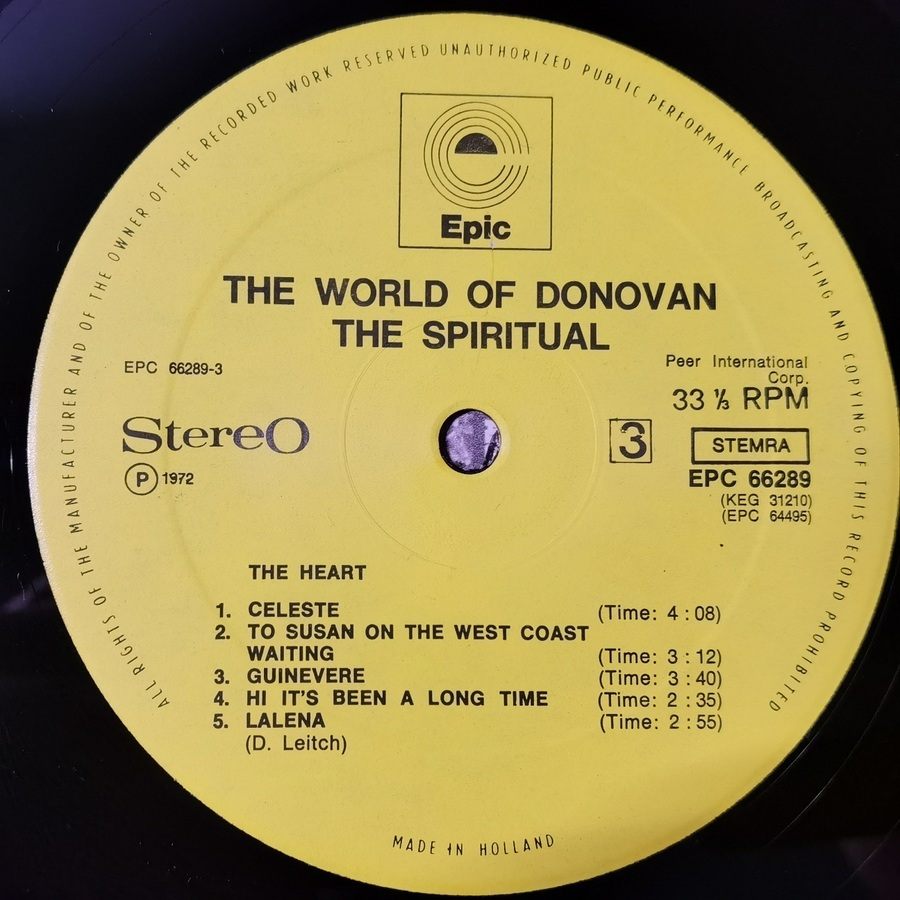 ALL RIGHTS OF THE MANUFACTURER AND OF THE OWNER OF THE RECORDED WORK RESERVED UNAUTHORIZED PUBLIC PERFORMANCE BROADCASTING AND COPYING OF THIS RECORD PROHIBITED
Epic
THE WORLD OF DONOVAN
THE SPIRITUAL
EPC 66289-3
Stereo
P 1972
Peer International
Corp.
33 ⅓ RPM
3
STEMRA
EPC 66289
(KEG 31210)
(EPC 64495)
THE HEART
1. CELESTE (Time: 4 : 08)
2. TO SUSAN ON THE WEST COAST
WAITING (Time: 3 : 12)
3. GUINEVERE (Time: 3 : 40)
4. HI IT'S BEEN A LONG TIME (Time: 2 : 35)
5. LALENA (Time: 2 : 55)
(D. Leitch)
MADE IN HOLLAND